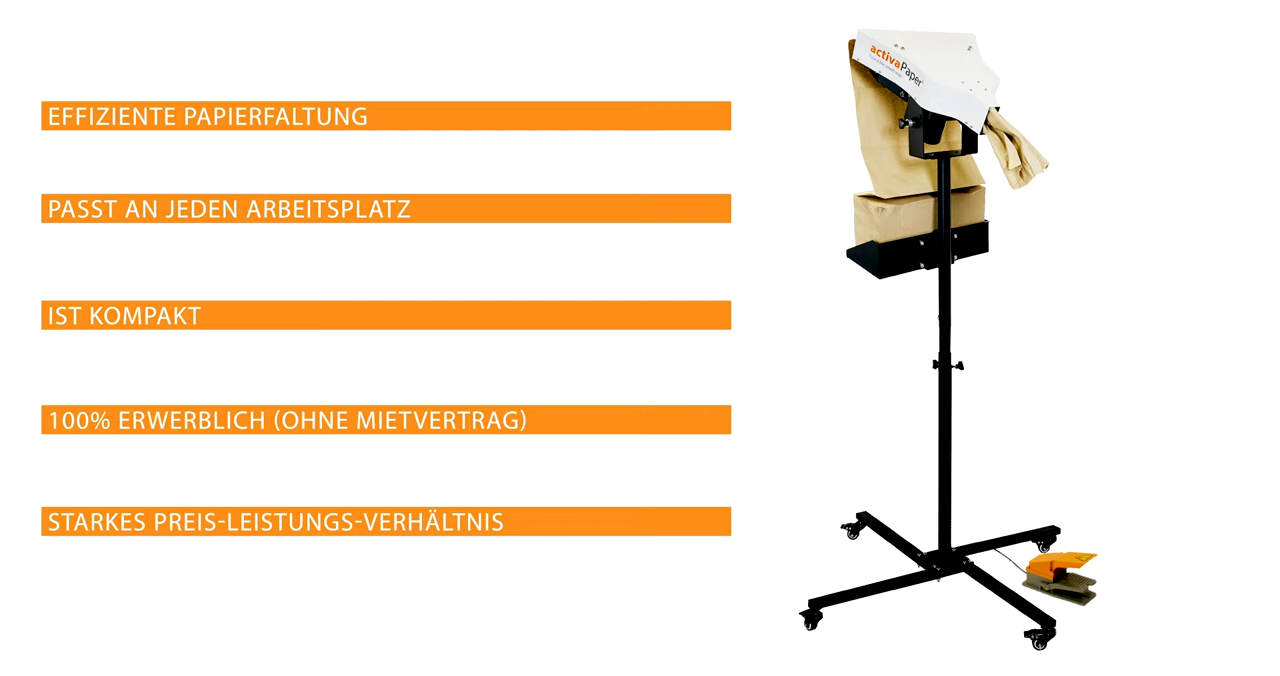 EFFIZIENTE PAPIERFALTUNG
PASST AN JEDEN ARBEITSPLATZ
IST KOMPAKT
100% ERWERBLICH (OHNE MIETVERTRAG)
STARKES PREIS-LEISTUNGS-VERHÄLTNIS
activaPaper®